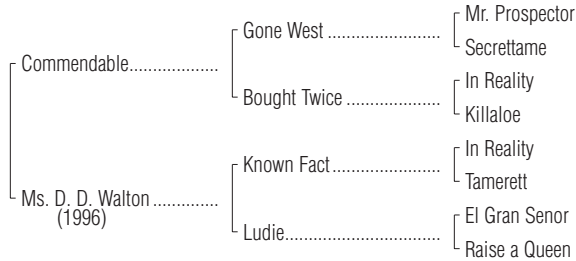 Mr. Prospector
Gone West ........................
Secrettame
Commendable..................
In Reality
Bought Twice ....................
Killaloe
In Reality
Known Fact.......................
Tamerett
Ms. D. D. Walton .............
(1996)
El Gran Senor
Ludie.................................
Raise a Queen